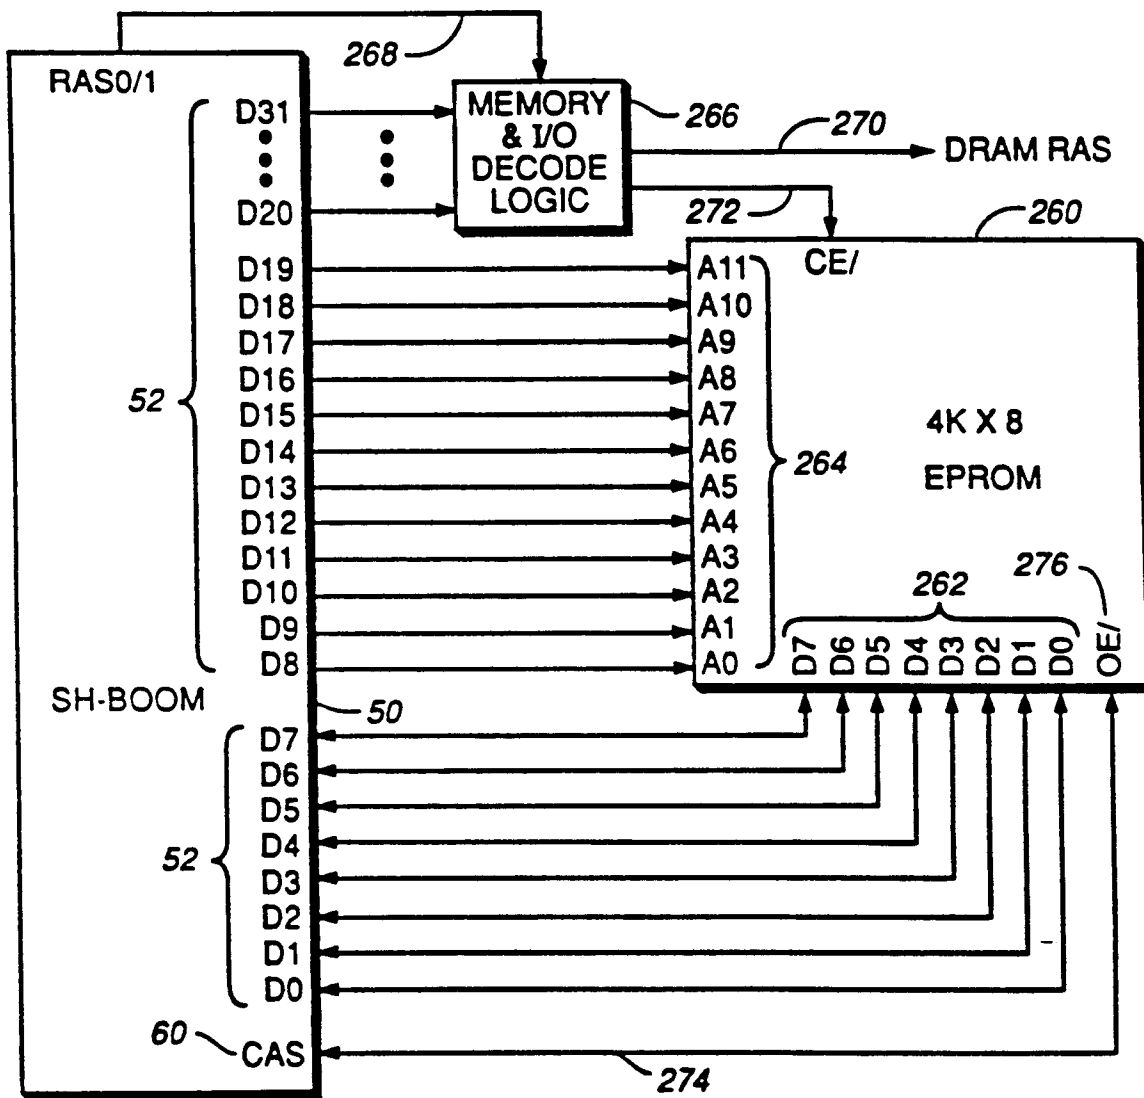 268
RAS0/1
D31
MEMORY
& I/O
DECODE
LOGIC
266
270
DRAM RAS
D20
272
260
D19
A11
CE/
D18
A10
D17
A9
D16
A8
52
D15
A7
4K X 8
D14
A6
264
EPROM
D13
A5
D12
A4
D11
A3
276
D10
A2
262
D9
A1
D8
A0
D7
D6
D5
D4
D3
D2
D1
D0
OE/
SH-BOOM
50
D7
D6
D5
D4
52
D3
D2
D1
D0
60
CAS
274